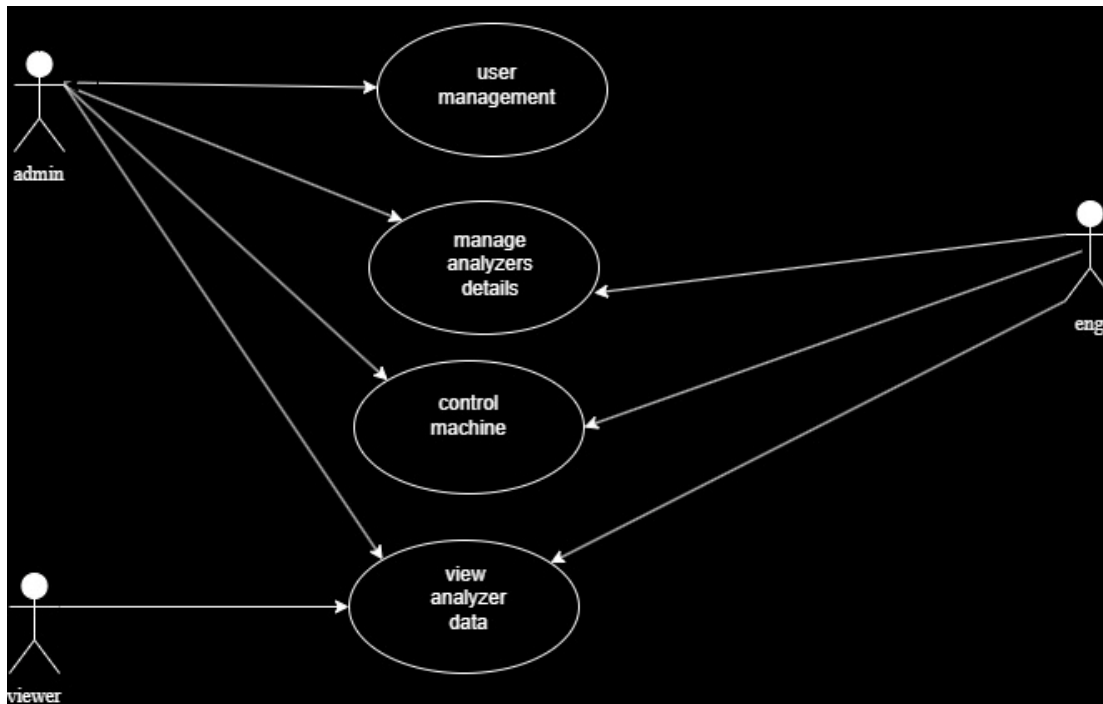 user
management
admin
manage
analyzers
details
eng
control
machine
view
analyzer
data
viewer